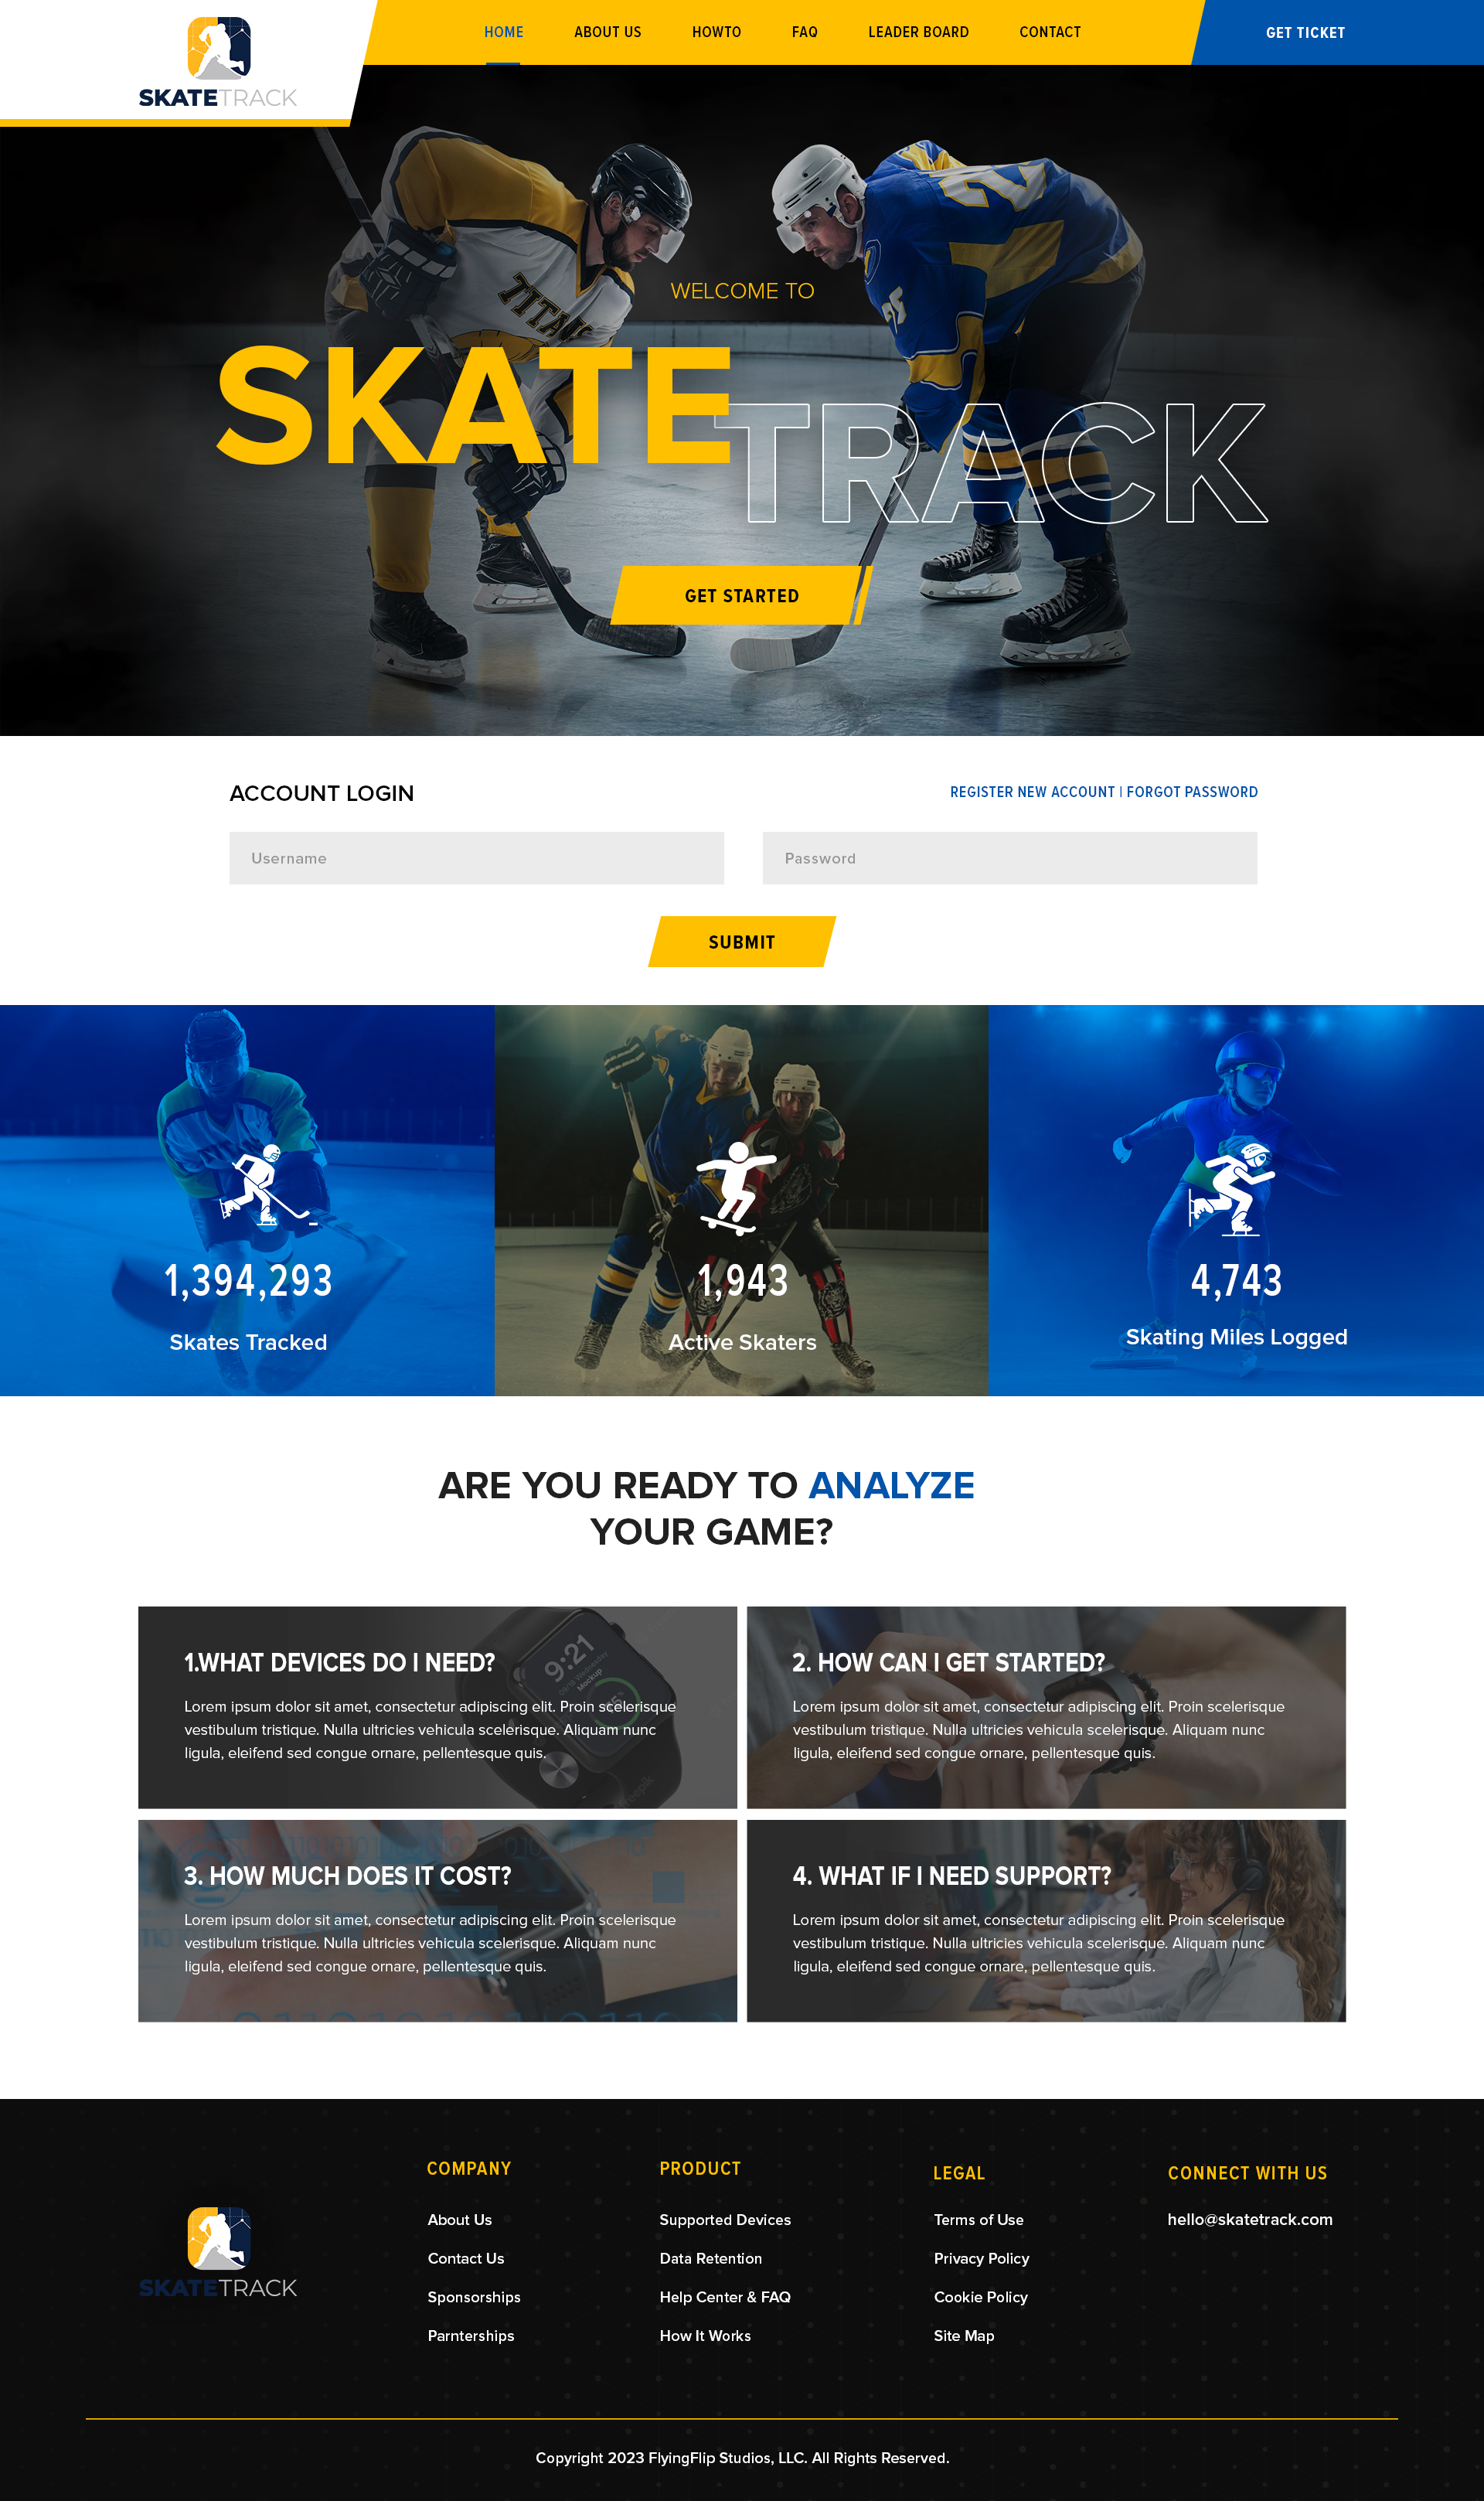 SKATETRACK
HOME ABOUT US HOWTO FAQ LEADER BOARD CONTACT
GET TICKET
TITANS
WELCOME TO
SKATE
TRACK
GET STARTED
ACCOUNT LOGIN
REGISTER NEW ACCOUNT | FORGOT PASSWORD
Username
Password
SUBMIT
1,394,293
Skates Tracked
1,943
Active Skaters
4,743
Skating Miles Logged
ARE YOU READY TO ANALYZE
YOUR GAME?
9:21
Wednesday
Mockup
1.WHAT DEVICES DO I NEED?
Lorem ipsum dolor sit amet, consectetur adipiscing elit. Proin scelerisque
vestibulum tristique. Nulla ultricies vehicula scelerisque. Aliquam nunc
ligula, eleifend sed congue ornare, pellentesque quis.
2. HOW CAN I GET STARTED?
Lorem ipsum dolor sit amet, consectetur adipiscing elit. Proin scelerisque
vestibulum tristique. Nulla ultricies vehicula scelerisque. Aliquam nunc
ligula, eleifend sed congue ornare, pellentesque quis.
3. HOW MUCH DOES IT COST?
Lorem ipsum dolor sit amet, consectetur adipiscing elit. Proin scelerisque
vestibulum tristique. Nulla ultricies vehicula scelerisque. Aliquam nunc
ligula, eleifend sed congue ornare, pellentesque quis.
4. WHAT IF I NEED SUPPORT?
Lorem ipsum dolor sit amet, consectetur adipiscing elit. Proin scelerisque
vestibulum tristique. Nulla ultricies vehicula scelerisque. Aliquam nunc
ligula, eleifend sed congue ornare, pellentesque quis.
SKATETRACK
COMPANY
About Us
Contact Us
Sponsorships
Parnterships
PRODUCT
Supported Devices
Data Retention
Help Center & FAQ
How It Works
LEGAL
Terms of Use
Privacy Policy
Cookie Policy
Site Map
CONNECT WITH US
hello@skatetrack.com
Copyright 2023 FlyingFlip Studios, LLC. All Rights Reserved.